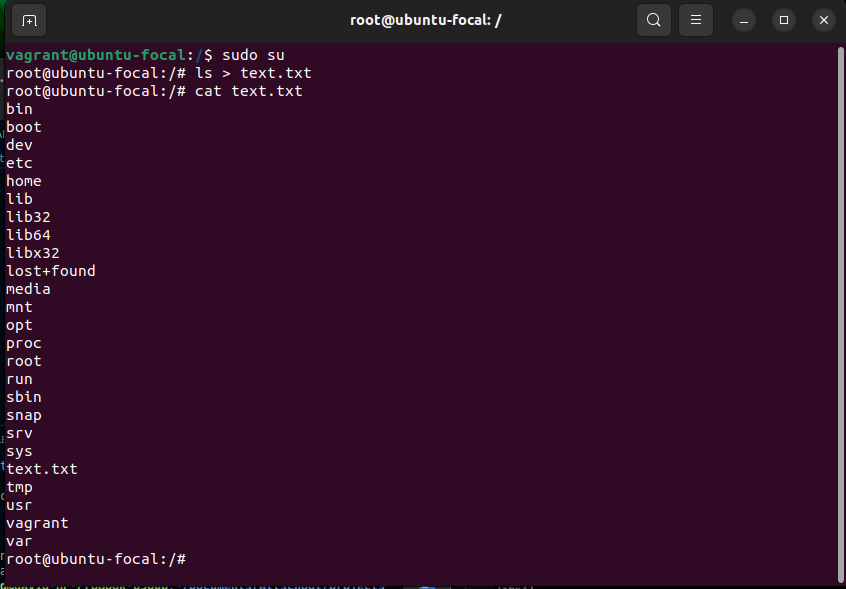 root@ubuntu-focal: /
vagrant@ubuntu-focal:/$ sudo su
root@ubuntu-focal:/# ls > text.txt
root@ubuntu-focal:/# cat text.txt
bin
boot
dev
etc
home
lib
lib32
lib64
libx32
lost+found
media
mnt
opt
proc
root
run
sbin
snap
srv
sys
text.txt
tmp
usr
vagrant
var
root@ubuntu-focal:/#